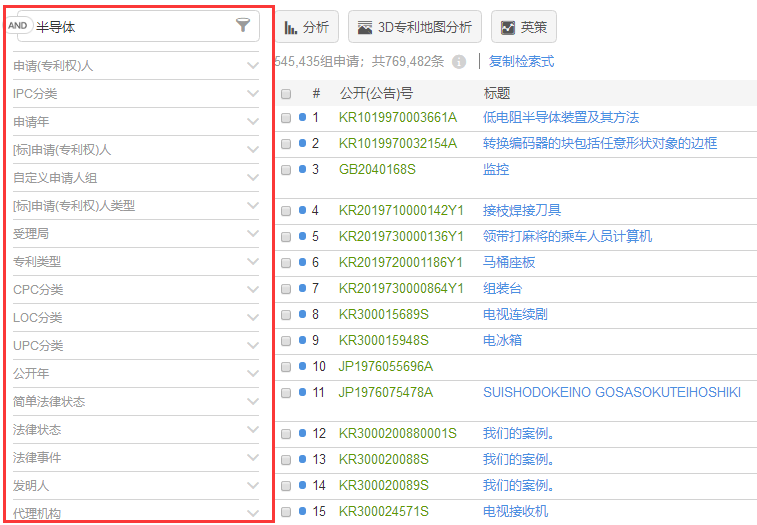 AND 半导体
申请(专利权)人
IPC分类
申请年
[标]申请(专利权)人
自定义申请人组
[标]申请(专利权)人类型
受理局
专利类型
CPC分类
LOC分类
UPC分类
公开年
简单法律状态
法律状态
法律事件
发明人
代理机构
分析 3D专利地图分析 英策
545,435组申请；共769,482条 复制检索式
# 公开(公告)号 标题
1 KR1019970003661A 低电阻半导体装置及其方法
2 KR1019970032154A 转换编码器的块包括任意形状对象的边框
3 GB2040168S 监控
4 KR2019710000142Y1 接枝焊接刀具
5 KR2019730000136Y1 领带打麻将的乘车人员计算机
6 KR2019720001186Y1 马桶座板
7 KR2019730000864Y1 组装台
8 KR300015689S 电视连续剧
9 KR300015948S 电冰箱
10 JP1976055696A
11 JP1976075478A SUISHODOKEINO GOSASOKUTEIHOSHIKI
12 KR3000200880001S 我们的案例。
13 KR300020088S 我们的案例。
14 KR300020089S 我们的案例。
15 KR300024571S 电视接收机